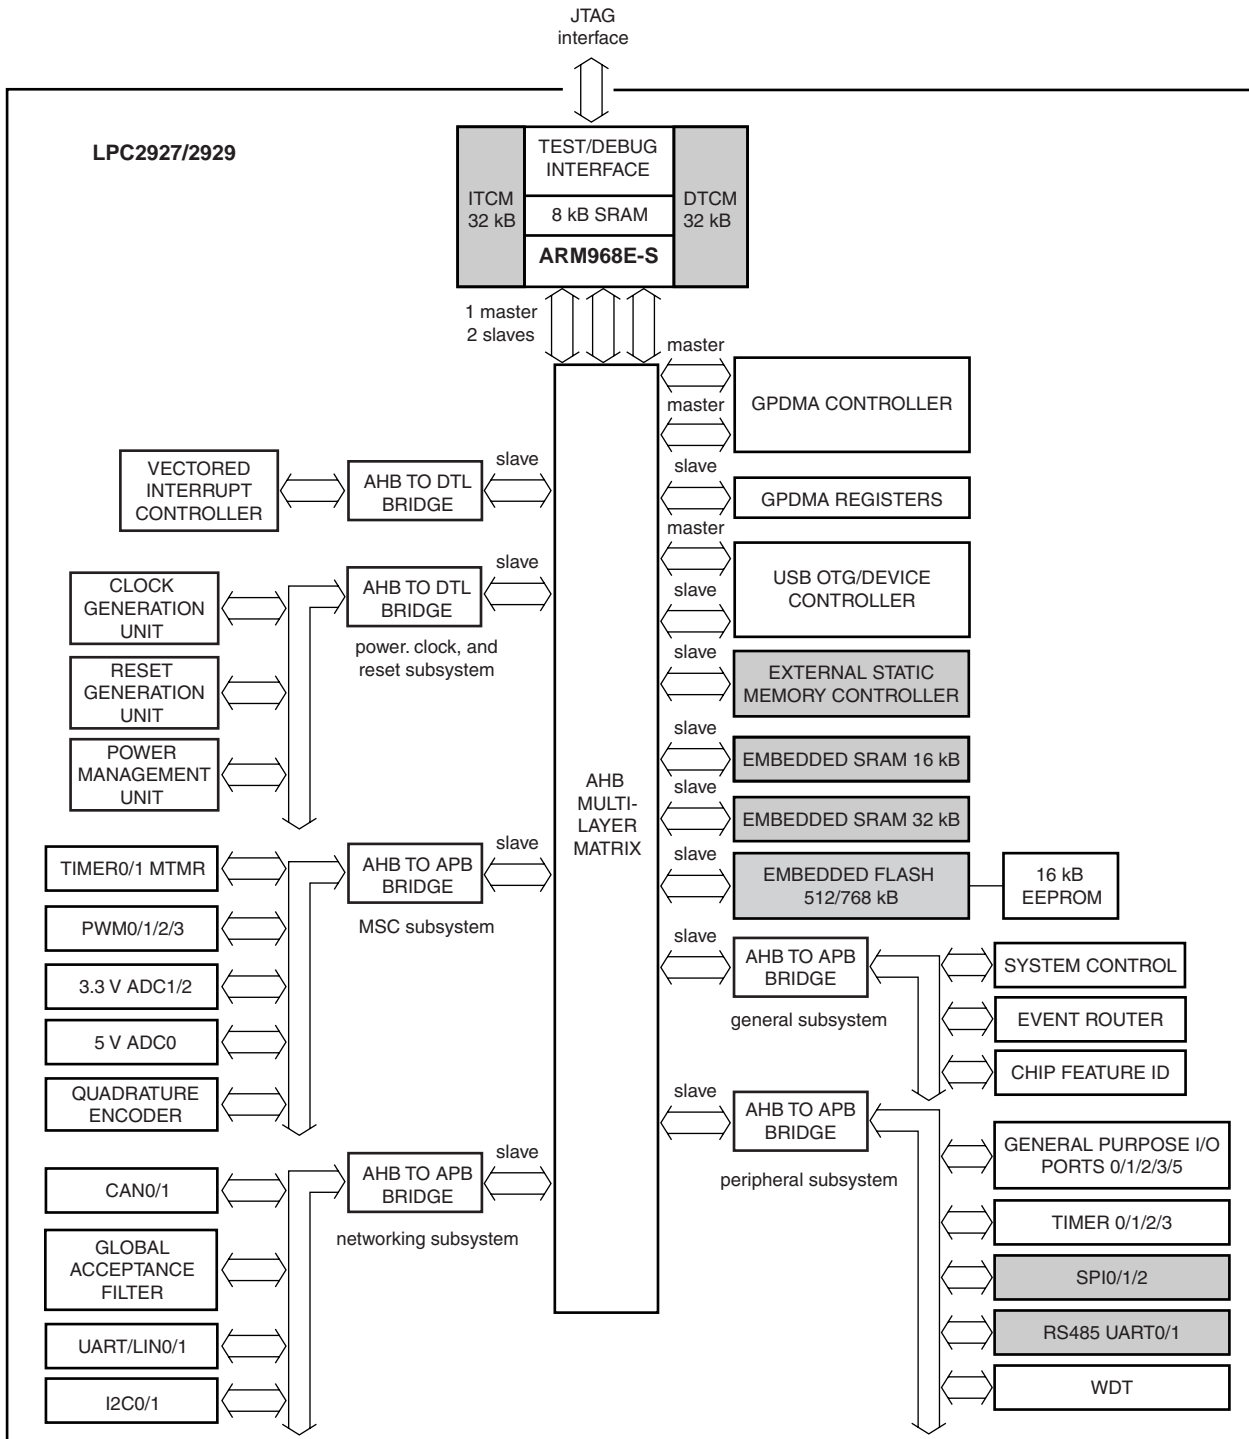 JTAG
interface
LPC2927/2929
ITCM
32 kB
TEST/DEBUG
INTERFACE
8 kB SRAM
ARM968E-S
DTCM
32 kB
1 master
2 slaves
master
GPDMA CONTROLLER
master
slave
GPDMA REGISTERS
master
USB OTG/DEVICE
CONTROLLER
slave
slave
EXTERNAL STATIC
MEMORY CONTROLLER
slave
EMBEDDED SRAM 16 kB
slave
EMBEDDED SRAM 32 kB
slave
EMBEDDED FLASH
512/768 kB
16 kB
EEPROM
slave
AHB TO APB
BRIDGE
general subsystem
SYSTEM CONTROL
EVENT ROUTER
CHIP FEATURE ID
slave
AHB TO APB
BRIDGE
peripheral subsystem
GENERAL PURPOSE I/O
PORTS 0/1/2/3/5
TIMER 0/1/2/3
SPI0/1/2
RS485 UART0/1
WDT
AHB
MULTI-
LAYER
MATRIX
VECTORED
INTERRUPT
CONTROLLER
AHB TO DTL
BRIDGE
slave
CLOCK
GENERATION
UNIT
AHB TO DTL
BRIDGE
slave
power. clock, and
reset subsystem
RESET
GENERATION
UNIT
POWER
MANAGEMENT
UNIT
TIMER0/1 MTMR
AHB TO APB
BRIDGE
slave
MSC subsystem
PWM0/1/2/3
3.3 V ADC1/2
5 V ADC0
QUADRATURE
ENCODER
CAN0/1
AHB TO APB
BRIDGE
slave
networking subsystem
GLOBAL
ACCEPTANCE
FILTER
UART/LIN0/1
I2C0/1